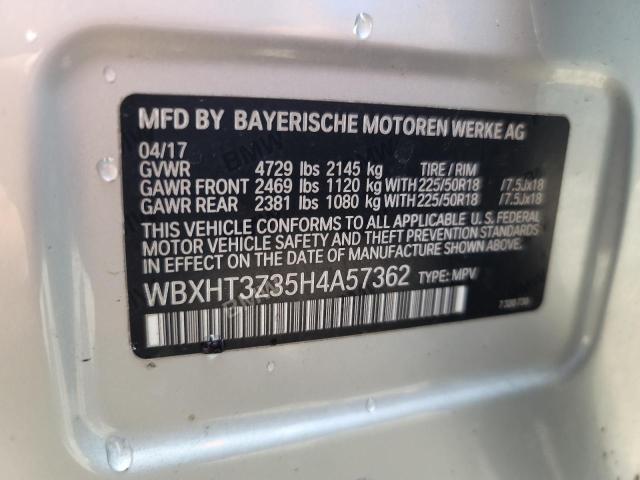 MFD BY BAYERISCHE MOTOREN WERKE AG
04/17
GVWR 4729 lbs 2145 kg TIRE / RIM
GAWR FRONT 2469 lbs 1120 kg WITH 225/50R18 /7.5Jx18
GAWR REAR 2381 lbs 1080 kg WITH 225/50R18 /7.5Jx18
THIS VEHICLE CONFORMS TO ALL APPLICABLE U. S. FEDERAL
MOTOR VEHICLE SAFETY AND THEFT PREVENTION STANDARDS
IN EFFECT ON THE DATE OF MANUFACTURE SHOWN ABOVE.
WBXHT3Z35H4A57362 TYPE: MPV